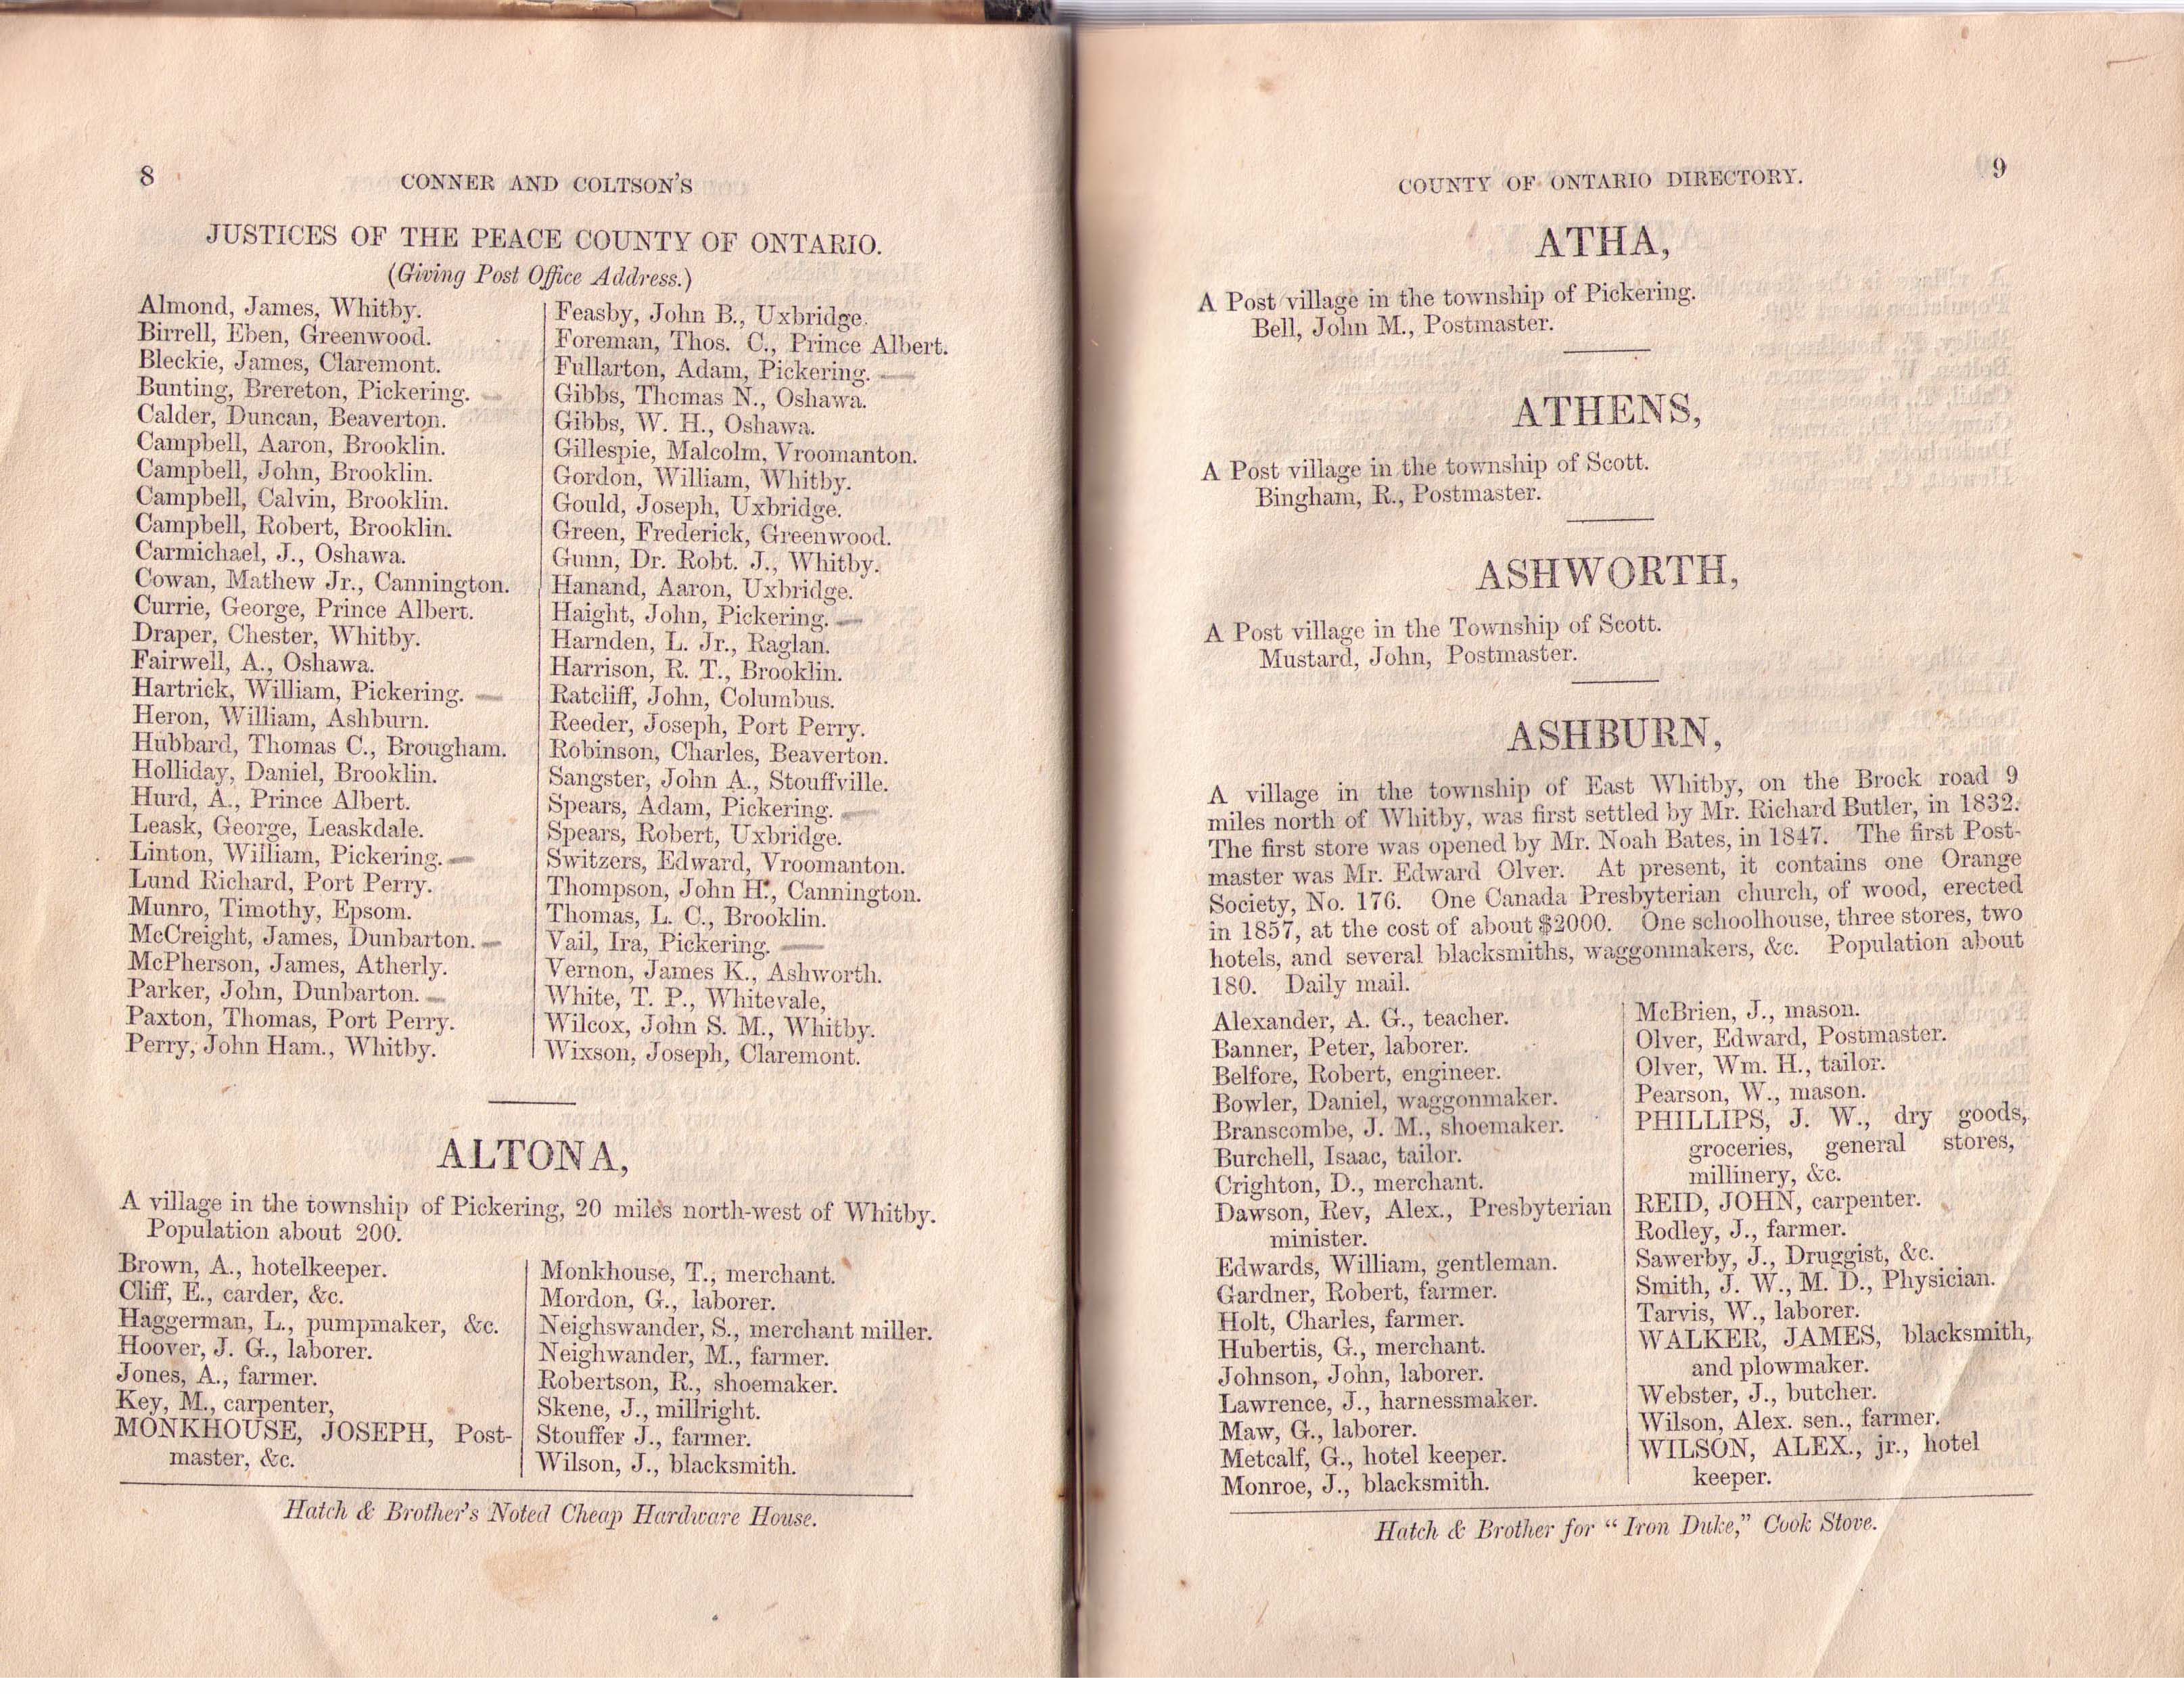 8
CONNER AND COLTSON'S
JUSTICES OF THE PEACE COUNTY OF ONTARIO.
(Giving Post Office Address.)
Almond, James, Whitby.
Birrell, Eben, Greenwood.
Bleckie, James, Claremont.
Bunting, Brereton, Pickering.
Calder, Duncan, Beaverton.
Campbell, Aaron, Brooklin.
Campbell, John, Brooklin.
Campbell, Calvin, Brooklin.
Campbell, Robert, Brooklin.
Carmichael, J., Oshawa.
Cowan, Mathew Jr., Cannington.
Currie, George, Prince Albert.
Draper, Chester, Whitby.
Fairwell, A., Oshawa.
Hartrick, William, Pickering.
Heron, William, Ashburn.
Hubbard, Thomas C., Brougham.
Holliday, Daniel, Brooklin.
Hurd, A., Prince Albert.
Leask, George, Leaskdale.
Linton, William, Pickering.
Lund Richard, Port Perry.
Munro, Timothy, Epsom.
McCreight, James, Dunbarton.
McPherson, James, Atherly.
Parker, John, Dunbarton.
Paxton, Thomas, Port Perry.
Perry, John Ham., Whitby.
Feasby, John B., Uxbridge.
Foreman, Thos. C., Prince Albert.
Fullarton, Adam, Pickering.
Gibbs, Thomas N., Oshawa.
Gibbs, W. H., Oshawa.
Gillespie, Malcolm, Vroomanton.
Gordon, William, Whitby.
Gould, Joseph, Uxbridge.
Green, Frederick, Greenwood.
Gunn, Dr. Robt. J., Whitby.
Hanand, Aaron, Uxbridge.
Haight, John, Pickering.
Harnden, L. Jr., Raglan.
Harrison, R. T., Brooklin.
Ratcliff, John, Columbus.
Reeder, Joseph, Port Perry.
Robinson, Charles, Beaverton.
Sangster, John A., Stouffville.
Spears, Adam, Pickering.
Spears, Robert, Uxbridge.
Switzers, Edward, Vroomanton.
Thompson, John H., Cannington.
Thomas, L. C., Brooklin.
Vail, Ira, Pickering.
Vernon, James K., Ashworth.
White, T. P., Whitevale,
Wilcox, John S. M., Whitby.
Wixson, Joseph, Claremont.
ALTONA,
A village in the township of Pickering, 20 miles north-west of Whitby.
Population about 200.
Brown, A., hotelkeeper.
Cliff, E., carder, &c.
Haggerman, L., pumpmaker, &c.
Hoover, J. G., laborer.
Jones, A., farmer.
Key, M., carpenter,
MONKHOUSE, JOSEPH, Post-
master, &c.
Monkhouse, T., merchant.
Mordon, G., laborer.
Neighswander, S., merchant miller.
Neighwander, M., farmer.
Robertson, R., shoemaker.
Skene, J., millright.
Stouffer J., farmer.
Wilson, J., blacksmith.
Hatch & Brother's Noted Cheap Hardware House.
COUNTY OF ONTARIO DIRECTORY.
9
ATHA,
A Post village in the township of Pickering.
Bell, John M., Postmaster.
ATHENS,
A Post village in the township of Scott.
Bingham, R., Postmaster.
ASHWORTH,
A Post village in the Township of Scott.
Mustard, John, Postmaster.
ASHBURN,
A village in the township of East Whitby, on the Brock road 9
miles north of Whitby, was first settled by Mr. Richard Butler, in 1832.
The first store was opened by Mr. Noah Bates, in 1847. The first Post-
master was Mr. Edward Olver. At present, it contains one Orange
Society, No. 176. One Canada Presbyterian church, of wood, erected
in 1857, at the cost of about $2000. One schoolhouse, three stores, two
hotels, and several blacksmiths, waggonmakers, &c. Population about
180. Daily mail.
Alexander, A. G., teacher.
Banner, Peter, laborer.
Belfore, Robert, engineer.
Bowler, Daniel, waggonmaker.
Branscombe, J. M., shoemaker.
Burchell, Isaac, tailor.
Crighton, D., merchant.
Dawson, Rev, Alex., Presbyterian
minister.
Edwards, William, gentleman.
Gardner, Robert, farmer.
Holt, Charles, farmer.
Hubertis, G., merchant.
Johnson, John, laborer.
Lawrence, J., harnessmaker.
Maw, G., laborer.
Metcalf, G., hotel keeper.
Monroe, J., blacksmith.
McBrien, J., mason.
Olver, Edward, Postmaster.
Olver, Wm. H., tailor.
Pearson, W., mason.
PHILLIPS, J. W., dry goods,
groceries, general stores,
millinery, &c.
REID, JOHN, carpenter.
Rodley, J., farmer.
Sawerby, J., Druggist, &c.
Smith, J. W., M. D., Physician.
Tarvis, W., laborer.
WALKER, JAMES, blacksmith,
and plowmaker.
Webster, J., butcher.
Wilson, Alex. sen., farmer.
WILSON, ALEX., jr., hotel
keeper.
Hatch & Brother for "Iron Duke," Cook Stove.